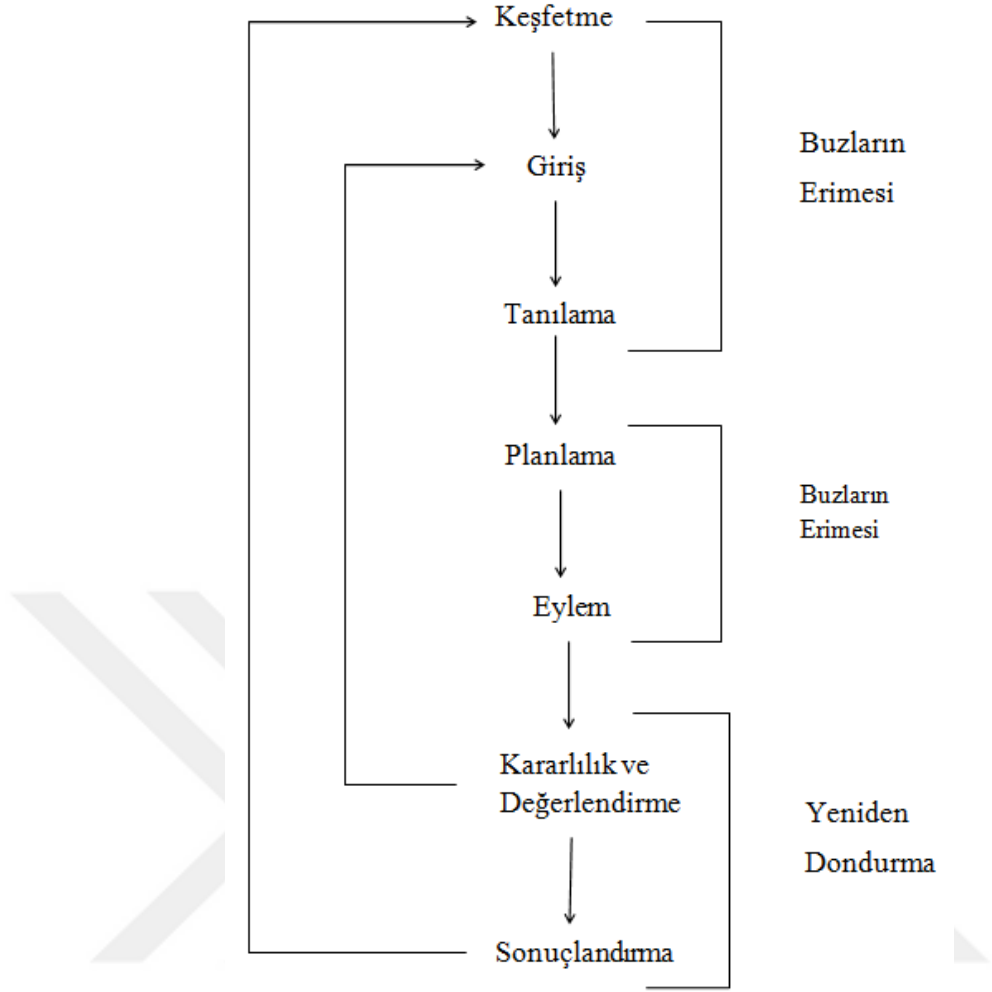 Keşfetme
Buzların
Erimesi
Giriş
Tanılama
Planlama
Buzların
Erimesi
Eylem
Kararlılık ve
Değerlendirme
Yeniden
Dondurma
Sonuçlandırma